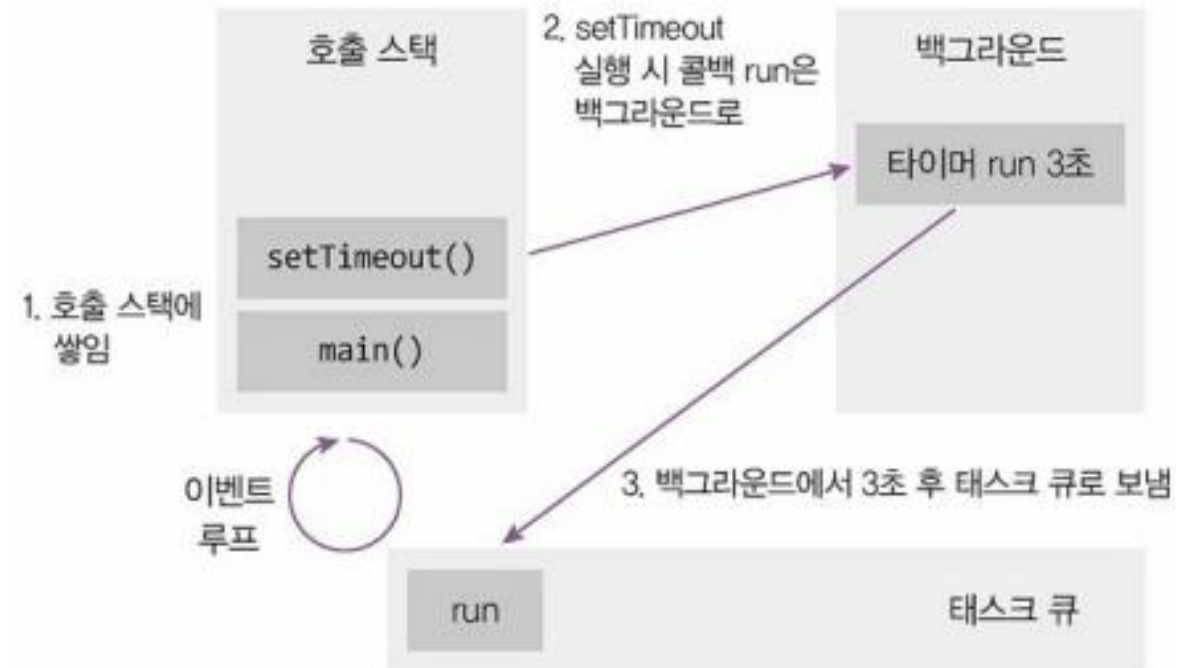 호출 스택
2. setTimeout
실행 시 콜백 run은
백그라운드로
백그라운드
타이머 run 3초
setTimeout()
1. 호출 스택에
쌓임
main()
이벤트
루프
3. 백그라운드에서 3초 후 태스크 큐로 보냄
run
태스크 큐